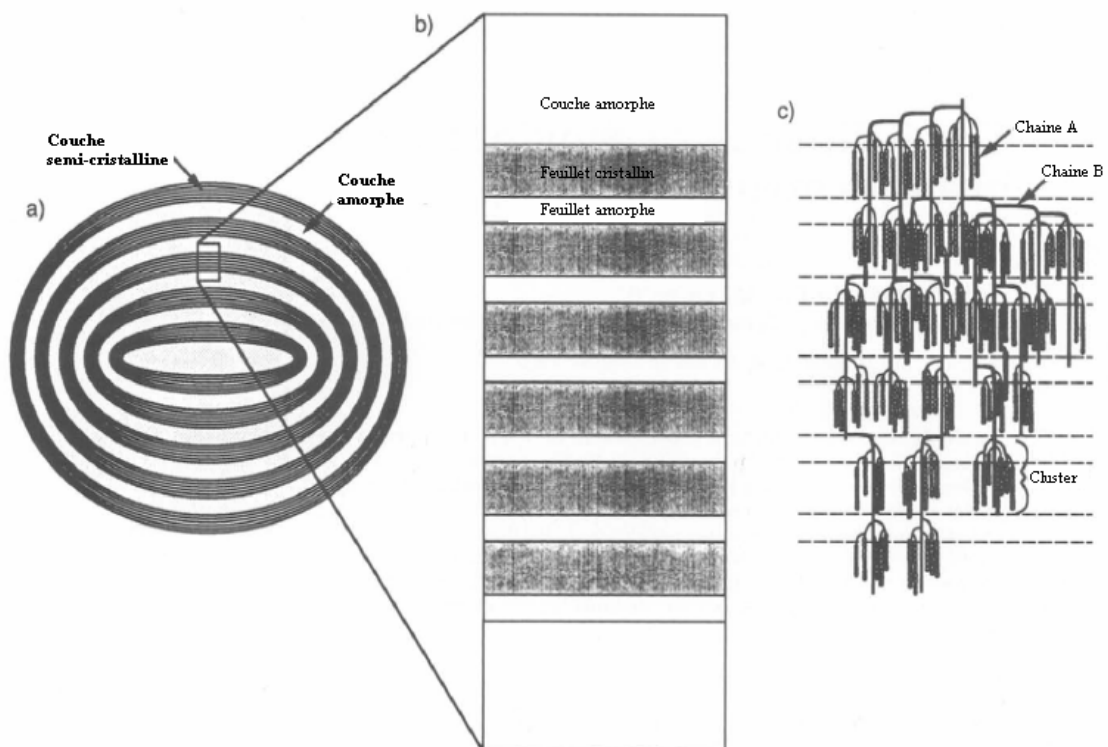 a)
Couche
semi-cristalline
Couche
amorphe
b)
Couche amorphe
Feuillet cristallin
Feuillet amorphe
c)
Chaine A
Chaine B
Cluster